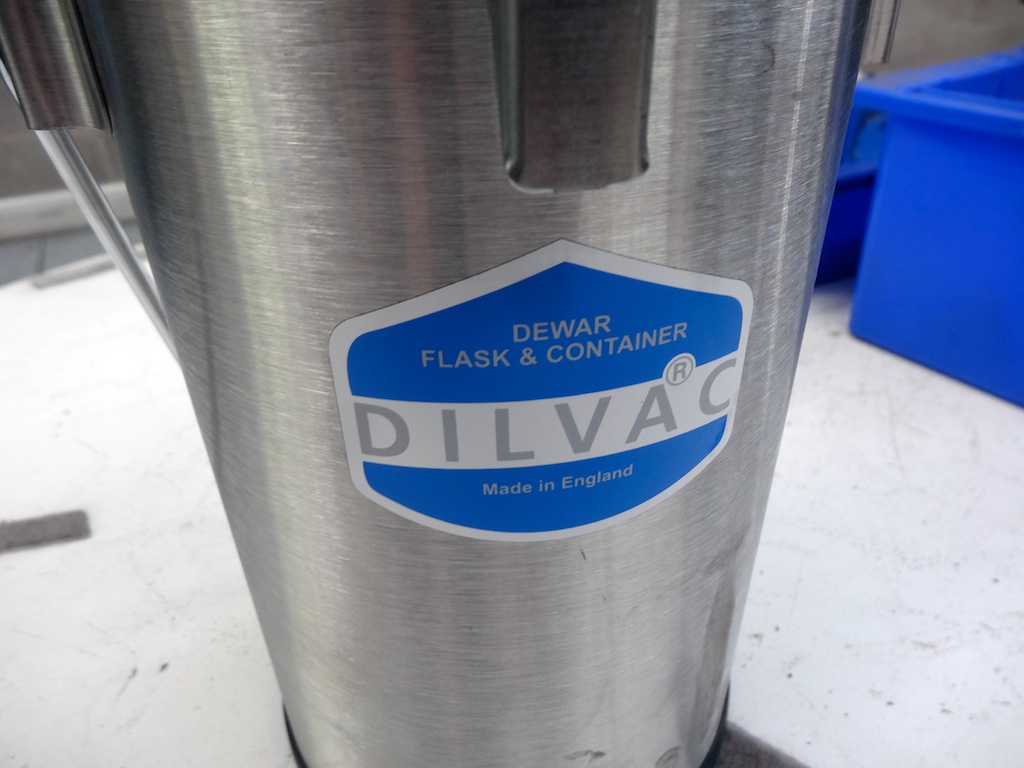 DEWAR
FLASK & CONTAINER
DILVAC®
Made in England